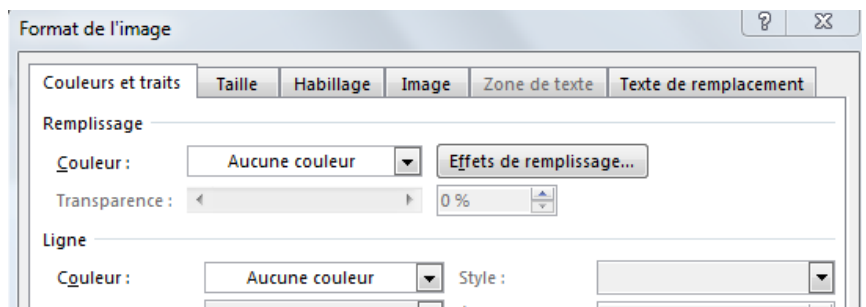 Format de l'image
Couleurs et traits Taille Habillage Image Zone de texte Texte de remplacement
Remplissage
Couleur : Aucune couleur Effets de remplissage...
Transparence : 0 %
Ligne
Couleur : Aucune couleur Style :